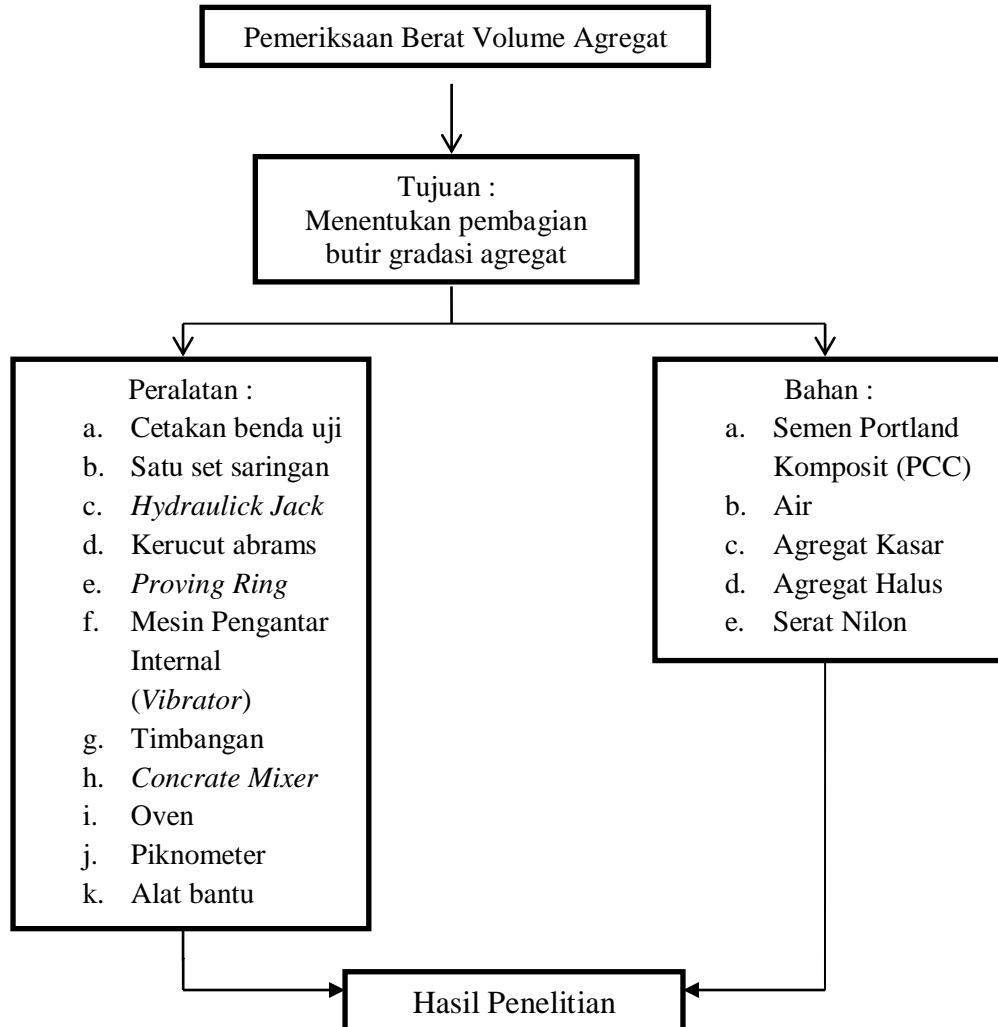 Pemeriksaan Berat Volume Agregat
Tujuan :
Menentukan pembagian
butir gradasi agregat
Peralatan :
a. Cetakan benda uji
b. Satu set saringan
c. Hydraulick Jack
d. Kerucut abrams
e. Proving Ring
f. Mesin Pengantar
Internal
(Vibrator)
g. Timbangan
h. Concrate Mixer
i. Oven
j. Piknometer
k. Alat bantu
Bahan :
a. Semen Portland
Komposit (PCC)
b. Air
c. Agregat Kasar
d. Agregat Halus
e. Serat Nilon
Hasil Penelitian